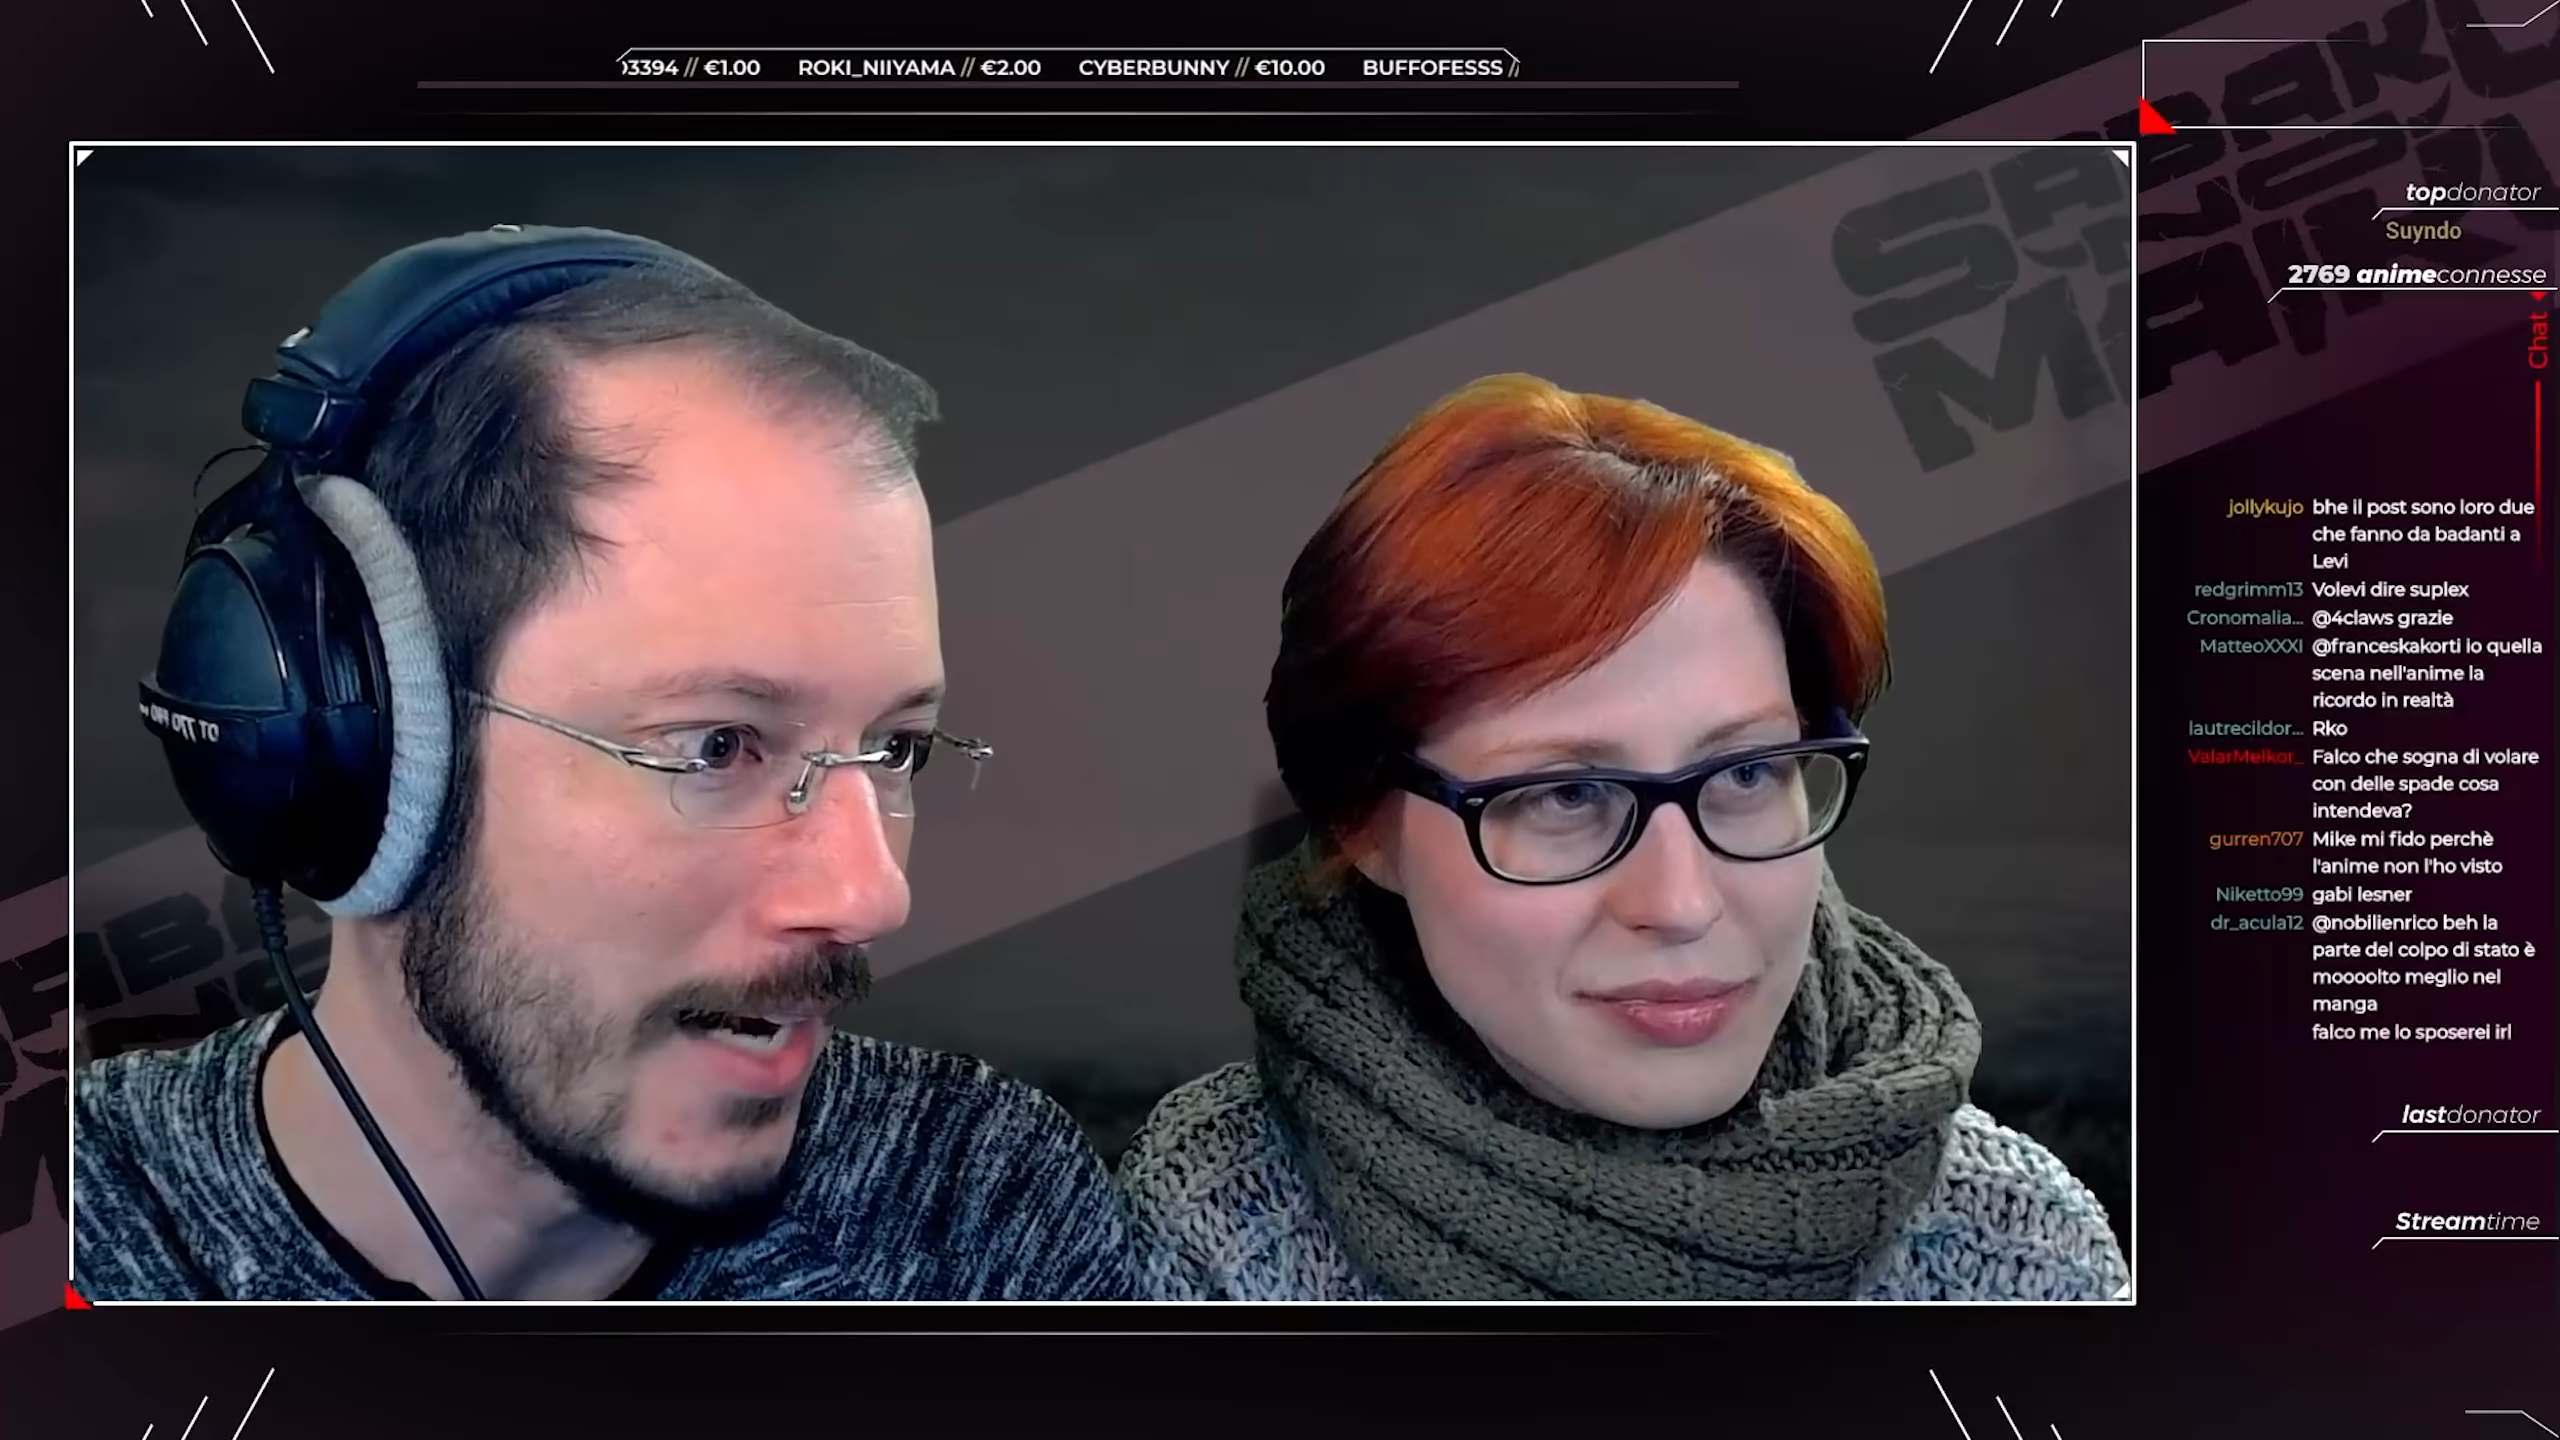 )3394 // €1.00 ROKI_NIIYAMA // €2.00 CYBERBUNNY // €10.00 BUFFOFESSS //
SABAKU
NO
MAIKU
topdonator
Suyndo
2769 animeconnesse
Chat
jollykujo bhe il post sono loro due
che fanno da badanti a
Levi
redgrimm13 Volevi dire suplex
Cronomalia... @4claws grazie
MatteoXXXI @franceskakorti io quella
scena nell'anime la
ricordo in realtà
lautrecildor... Rko
ValarMelkor_ Falco che sogna di volare
con delle spade cosa
intendeva?
gurren707 Mike mi fido perchè
l'anime non l'ho visto
Niketto99 gabi lesner
dr_acula12 @nobilienrico beh la
parte del colpo di stato è
moooolto meglio nel
manga
falco me lo sposerei irl
lastdonator
Streamtime